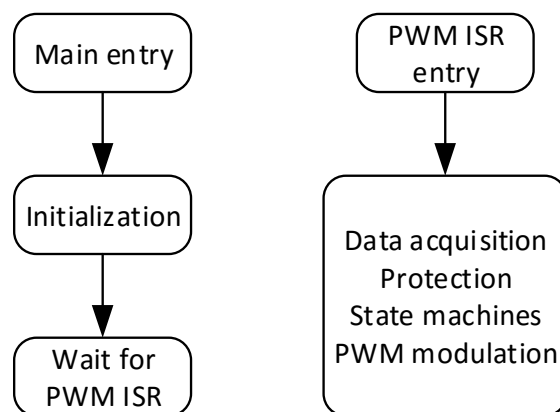 Main entry
Initialization
Wait for
PWM ISR
PWM ISR
entry
Data acquisition
Protection
State machines
PWM modulation